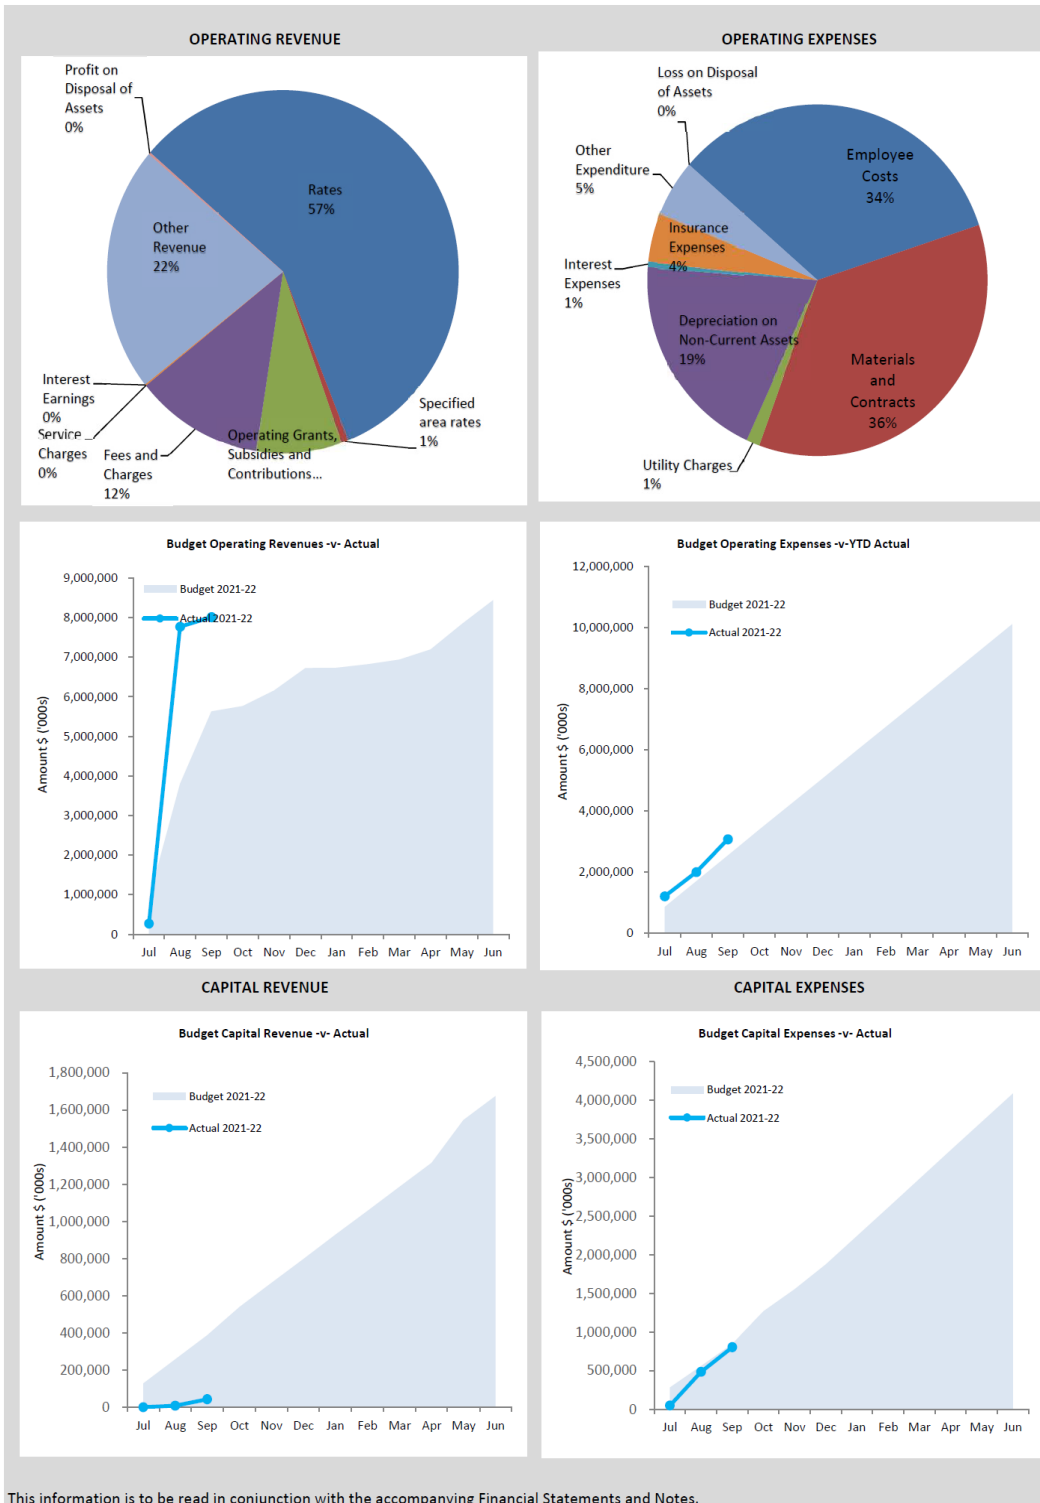 OPERATING REVENUE
Profit on
Disposal of
Assets
0%
Rates
57%
Other
Revenue
22%
Interest
Earnings
0%
Service
Charges
0%
Fees and
Charges
12%
Operating Grants,
Subsidies and
Contributions...
Specified
area rates
1%
OPERATING EXPENSES
Loss on Disposal
of Assets
0%
Other
Expenditure
5%
Employee
Costs
34%
Insurance
Expenses
4%
Interest
Expenses
1%
Depreciation on
Non-Current Assets
19%
Materials
and
Contracts
36%
Utility Charges
1%
Budget Operating Revenues -v- Actual
Budget 2021-22
Actual 2021-22
Amount $ ('000s)
9,000,000
8,000,000
7,000,000
6,000,000
5,000,000
4,000,000
3,000,000
2,000,000
1,000,000
0
Jul Aug Sep Oct Nov Dec Jan Feb Mar Apr May Jun
Budget Operating Expenses -v-YTD Actual
Budget 2021-22
Actual 2021-22
Amount $ ('000s)
12,000,000
10,000,000
8,000,000
6,000,000
4,000,000
2,000,000
0
Jul Aug Sep Oct Nov Dec Jan Feb Mar Apr May Jun
CAPITAL REVENUE
Budget Capital Revenue -v- Actual
Budget 2021-22
Actual 2021-22
Amount $ ('000s)
1,800,000
1,600,000
1,400,000
1,200,000
1,000,000
800,000
600,000
400,000
200,000
0
Jul Aug Sep Oct Nov Dec Jan Feb Mar Apr May Jun
CAPITAL EXPENSES
Budget Capital Expenses -v- Actual
Budget 2021-22
Actual 2021-22
Amount $ ('000s)
4,500,000
4,000,000
3,500,000
3,000,000
2,500,000
2,000,000
1,500,000
1,000,000
500,000
0
Jul Aug Sep Oct Nov Dec Jan Feb Mar Apr May Jun
This information is to be read in conjunction with the accompanying Financial Statements and Notes.